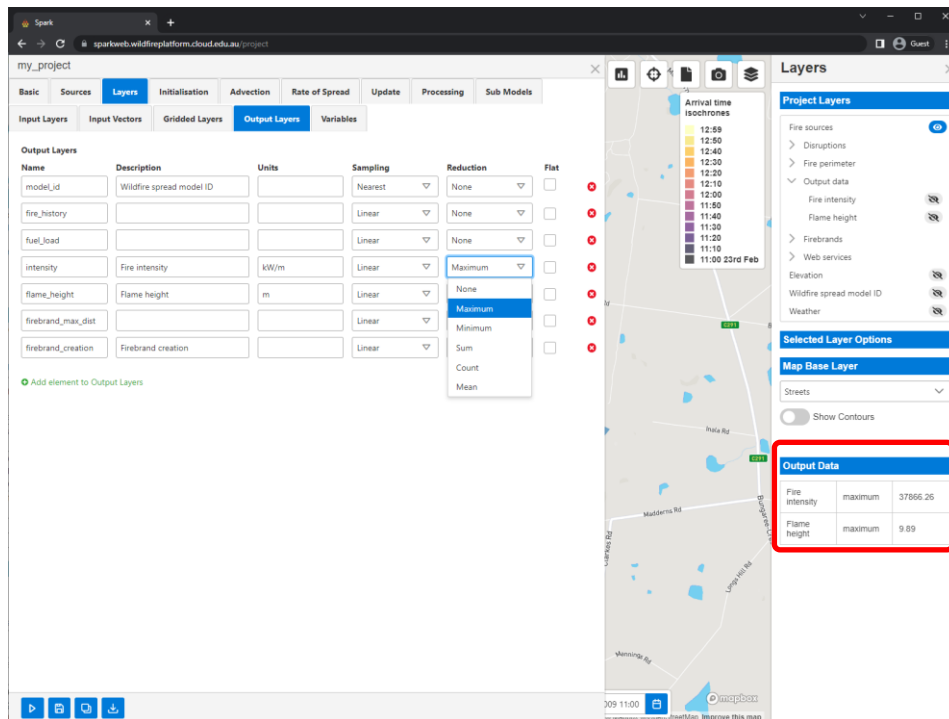 Spark
sparkweb.wildfireplatform.cloud.edu.au/project
Guest
my_project
Basic Sources Layers Initialisation Advection Rate of Spread Update Processing Sub Models
Input Layers Input Vectors Gridded Layers Output Layers Variables
Output Layers
Name Description Units Sampling Reduction Flat
model_id Wildfire spread model ID Nearest None
fire_history Linear None
fuel_load Linear None
intensity Fire intensity kW/m Linear Maximum
flame_height Flame height m Linear
firebrand_max_dist Linear
firebrand_creation Firebrand creation Linear
None
Maximum
Minimum
Sum
Count
Mean
Add element to Output Layers
Arrival time
isochrones
12:59
12:50
12:40
12:30
12:20
12:10
12:00
11:50
11:40
11:30
11:20
11:10
11:00 23rd Feb
C291
Inala Rd
C291
Madderns Rd
Clarkes Rd
Longs Hill Rd
Mennings Rd
009 11:00
mapbox
Improve this map
Layers
Project Layers
Fire sources
Disruptions
Fire perimeter
Output data
Fire intensity
Flame height
Firebrands
Web services
Elevation
Wildfire spread model ID
Weather
Selected Layer Options
Map Base Layer
Streets
Show Contours
Output Data
Fire
intensity maximum 37866.26
Flame
height maximum 9.89